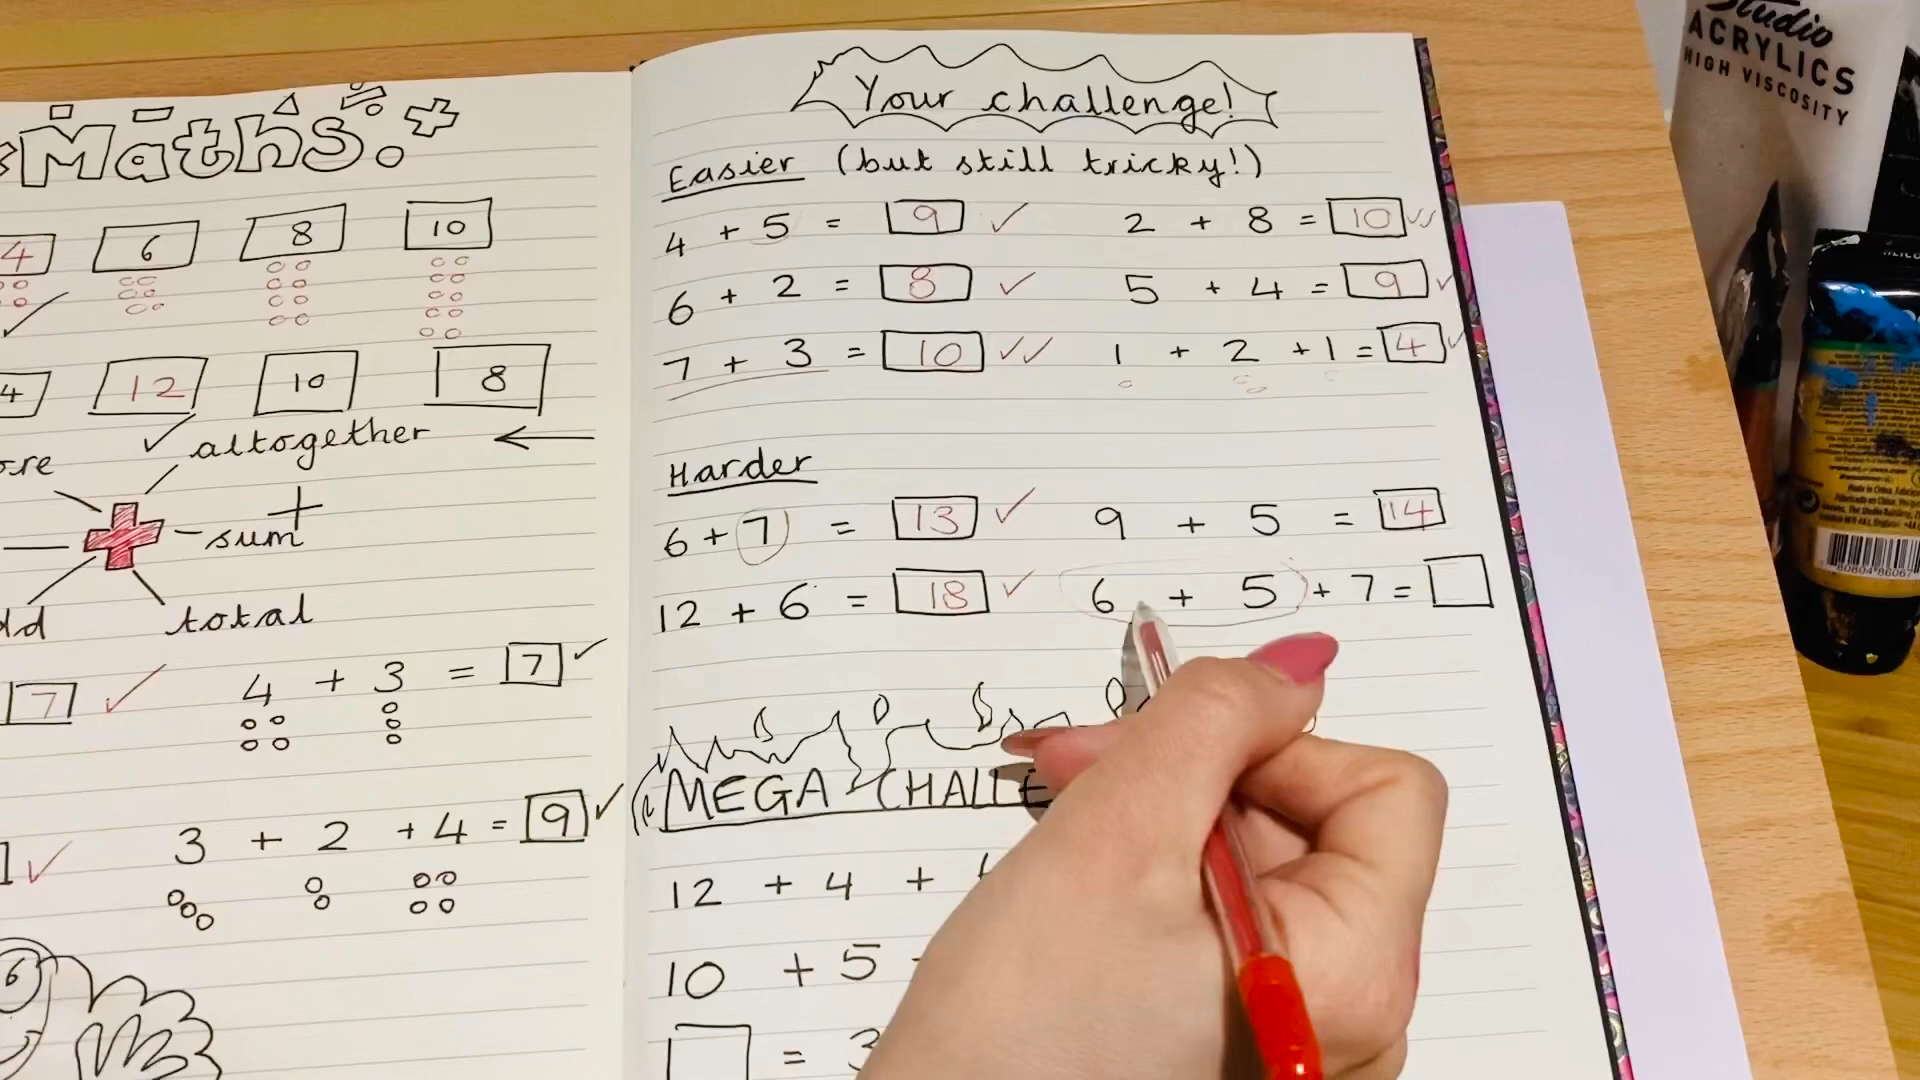 Maths
4 6 8 10
4 12 10 8
altogether
sum
total
7 4 + 3 = 7
3 + 2 + 4 = 9
6
Your challenge!
Easier (but still tricky!)
4 + 5 = 9 2 + 8 = 10
6 + 2 = 8 5 + 4 = 9
7 + 3 = 10 1 + 2 + 1 = 4
Harder
6 + 7 = 13 9 + 5 = 14
12 + 6 = 18 6 + 5 + 7 =
MEGA
12 + 4 +
10 + 5
= 3
Studio
ACRYLICS
HIGH VISCOSITY